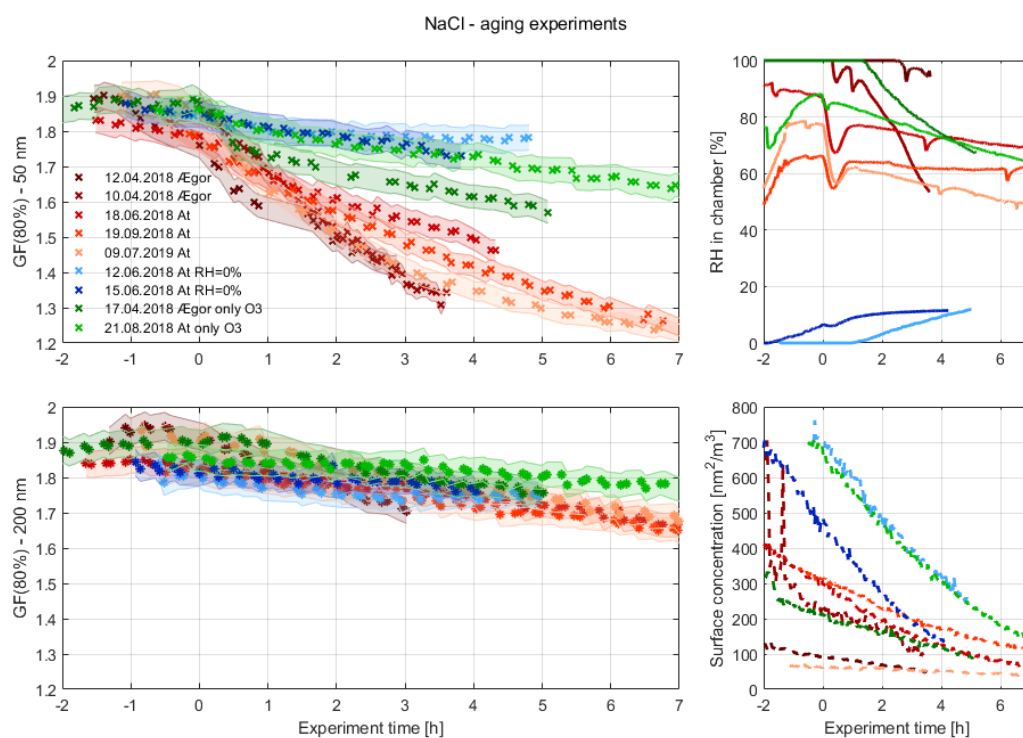 NaCl - aging experiments
GF(80%) - 50 nm
2
1.9
1.8
1.7
1.6
1.5
1.4
1.3
1.2
12.04.2018 Ægor
10.04.2018 Ægor
18.06.2018 At
19.09.2018 At
09.07.2019 At
12.06.2018 At RH=0%
15.06.2018 At RH=0%
17.04.2018 Ægor only O3
21.08.2018 At only O3
-2 -1 0 1 2 3 4 5 6 7
RH in chamber [%]
100
80
60
40
20
0
-2 0 2 4 6
GF(80%) - 200 nm
2
1.9
1.8
1.7
1.6
1.5
1.4
1.3
1.2
-2 -1 0 1 2 3 4 5 6 7
Experiment time [h]
Surface concentration [nm²/m³]
800
700
600
500
400
300
200
100
0
-2 0 2 4 6
Experiment time [h]